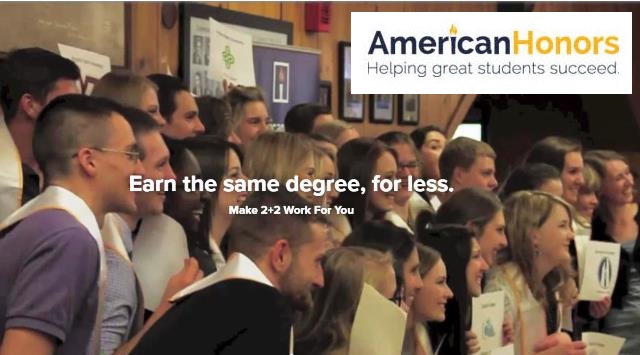 AmericanHonors
Helping great students succeed.
Earn the same degree, for less.
Make 2+2 Work For You